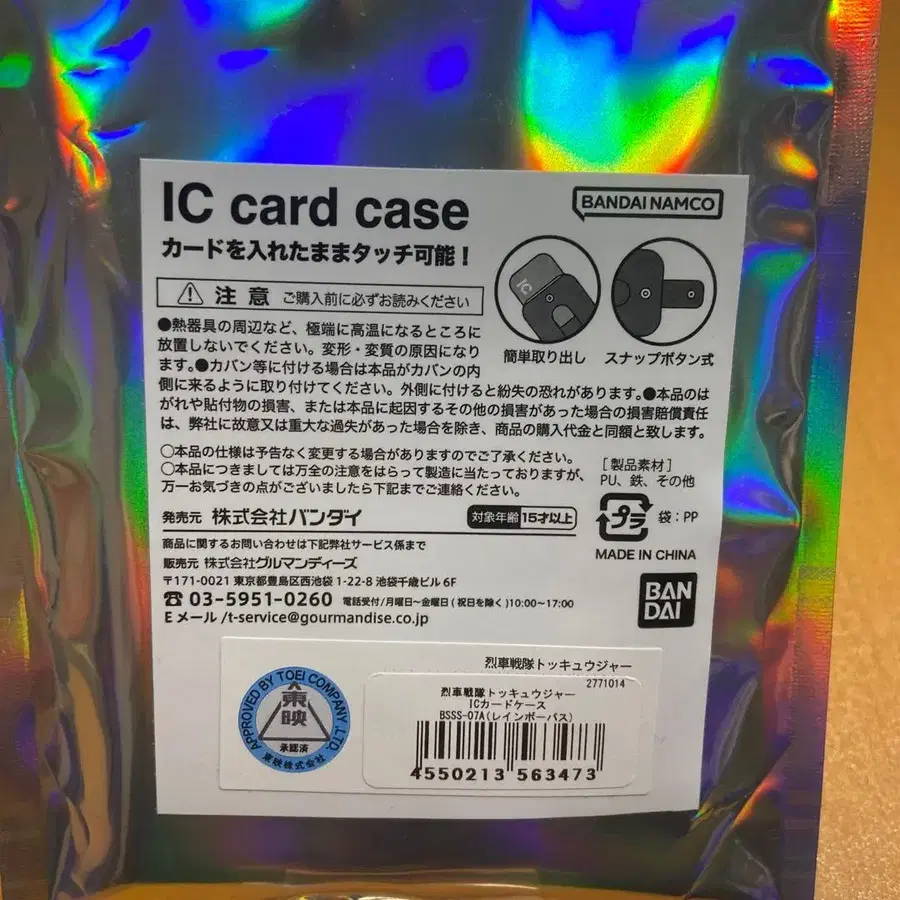 IC card case
BANDAI NAMCO
カードを入れたままタッチ可能！
注意 ご購入前に必ずお読みください
IC
簡単取り出し
スナップボタン式
●熱器具の周辺など、極端に高温になるところに
放置しないでください。変形・変質の原因になり
ます。●カバン等に付ける場合は本品がカバンの内
側に来るように取り付けてください。外側に付けると紛失の恐れがあります。●本品のは
がれや貼付物の損害、または本品に起因するその他の損害があった場合の損害賠償責任
は、弊社に故意又は重大な過失があった場合を除き、商品の購入代金と同額と致します。
○本品の仕様は予告なく変更する場合がありますのでご了承ください。
○本品につきましては万全の注意をはらって製造に当たっておりますが、
万一お気づきの点がございましたら下記までご連絡ください。
［製品素材］
PU、鉄、その他
プラ 袋：PP
MADE IN CHINA
発売元 株式会社バンダイ
対象年齢 15才以上
商品に関するお問い合わせは下記弊社サービス係まで
販売元 株式会社グルマンディーズ
〒171-0021 東京都豊島区西池袋 1-22-8 池袋千歳ビル 6F
☎ 03-5951-0260 電話受付/月曜日～金曜日(祝日を除く)10:00～17:00
Eメール/t-service@gourmandise.co.jp
BAN
DAI
烈車戦隊トッキュウジャー
2771014
APPROVED BY TOEI COMPANY, LTD.
東映
承認済
東映株式会社
烈車戦隊トッキュウジャー
ICカードケース
BSSS-07A(レインボーパス)
4550213 563473